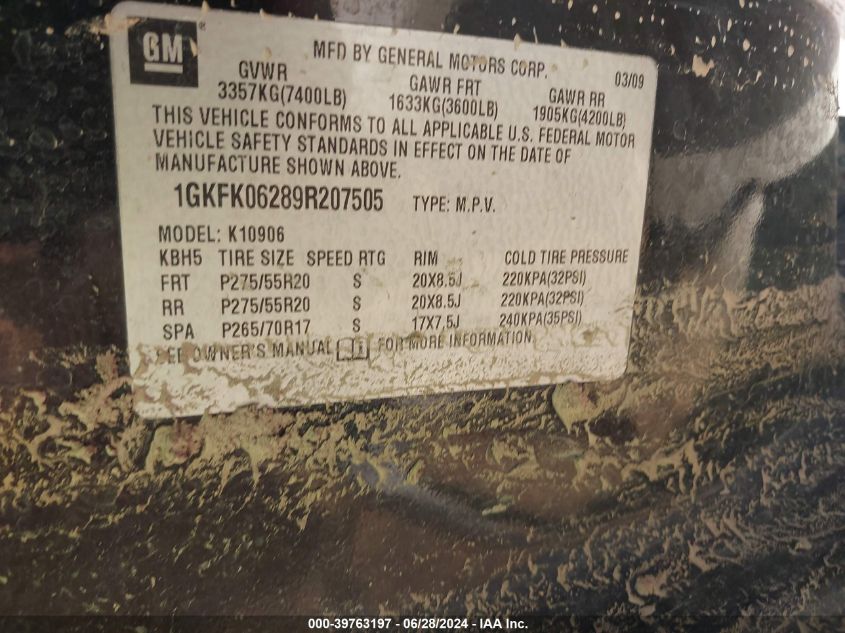 GM
®
MFD BY GENERAL MOTORS CORP. 03/09
GVWR GAWR FRT GAWR RR
3357KG(7400LB) 1633KG(3600LB) 1905KG(4200LB)
THIS VEHICLE CONFORMS TO ALL APPLICABLE U.S. FEDERAL MOTOR
VEHICLE SAFETY STANDARDS IN EFFECT ON THE DATE OF
MANUFACTURE SHOWN ABOVE.
1GKFK06289R207505 TYPE: M.P.V.
MODEL: K10906
KBH5 TIRE SIZE SPEED RTG RIM COLD TIRE PRESSURE
FRT P275/55R20 S 20X8.5J 220KPA(32PSI)
RR P275/55R20 S 20X8.5J 220KPA(32PSI)
SPA P265/70R17 S 17X7.5J 240KPA(35PSI)
SEE OWNER'S MANUAL FOR MORE INFORMATION
000-39763197 - 06/28/2024 - IAA Inc.